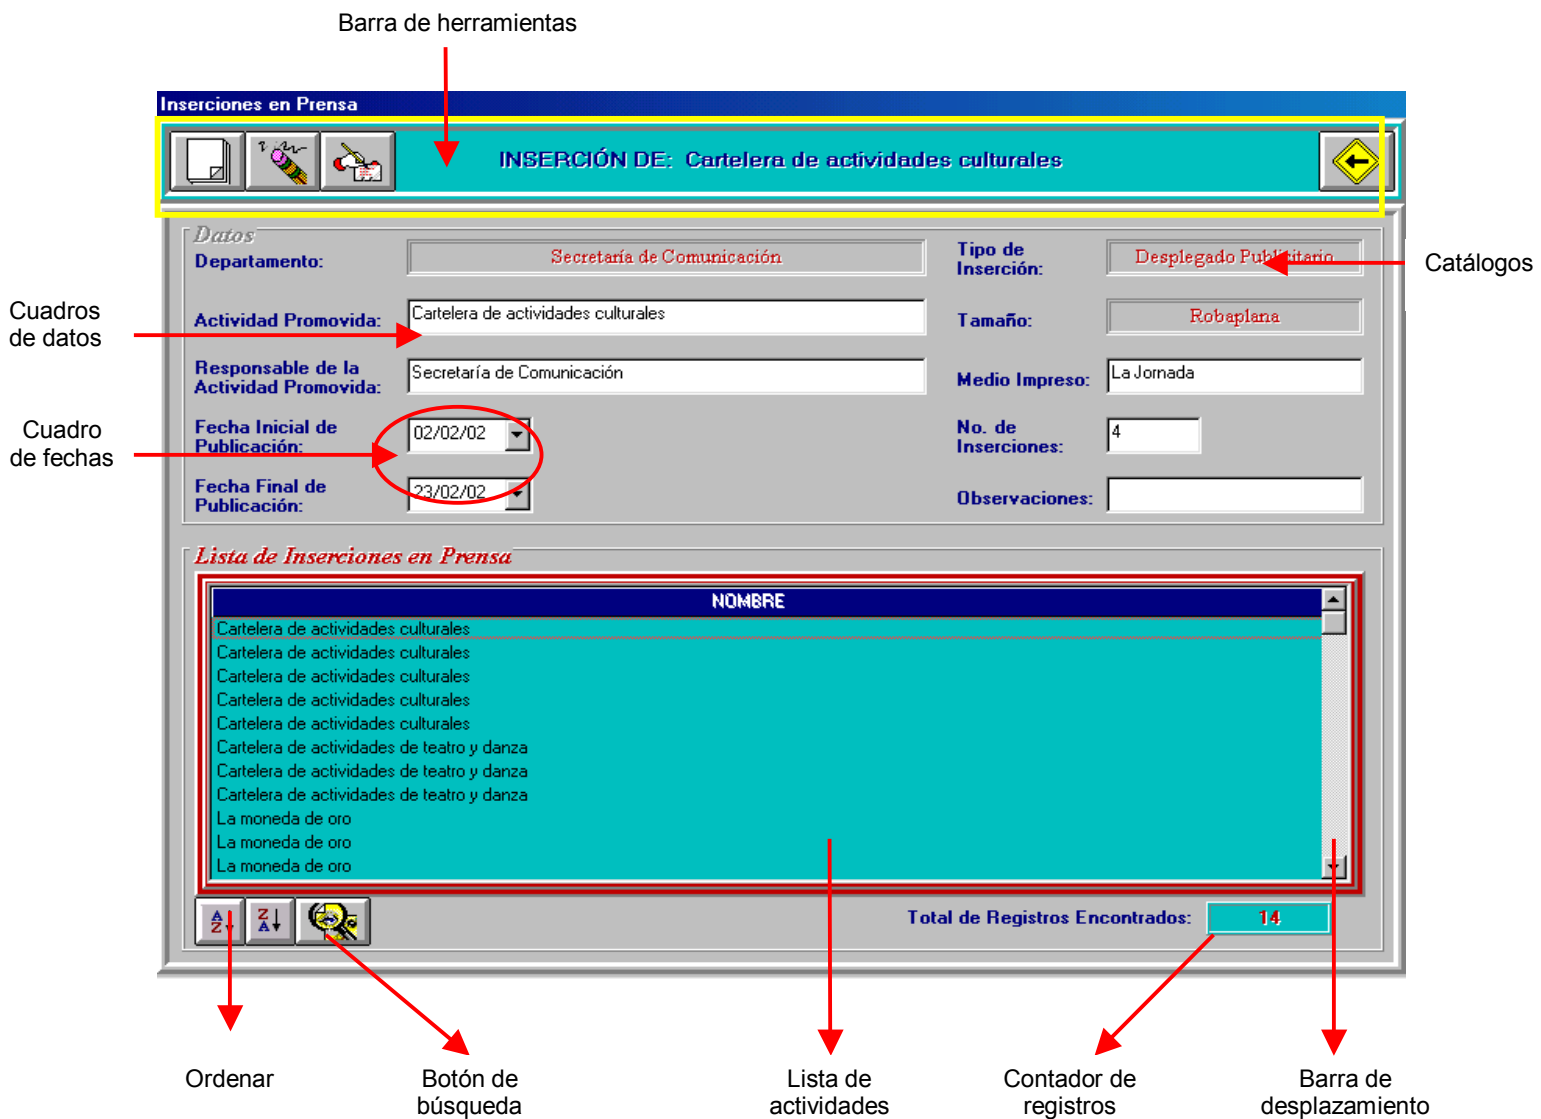 Barra de herramientas
Inserciones en Prensa
INSERCIÓN DE: Cartelera de actividades culturales
Datos
Departamento:
Secretaría de Comunicación
Tipo de
Inserción:
Desplegado Publicitario
Catálogos
Cuadros
de datos
Actividad Promovida:
Cartelera de actividades culturales
Tamaño:
Robaplana
Responsable de la
Actividad Promovida:
Secretaría de Comunicación
Medio Impreso:
La Jornada
Cuadro
de fechas
Fecha Inicial de
Publicación:
02/02/02
No. de
Inserciones:
4
Fecha Final de
Publicación:
23/02/02
Observaciones:
Lista de Inserciones en Prensa
NOMBRE
Cartelera de actividades culturales
Cartelera de actividades culturales
Cartelera de actividades culturales
Cartelera de actividades culturales
Cartelera de actividades culturales
Cartelera de actividades de teatro y danza
Cartelera de actividades de teatro y danza
Cartelera de actividades de teatro y danza
La moneda de oro
La moneda de oro
La moneda de oro
A
Z
Z
A
Total de Registros Encontrados:
14
Ordenar
Botón de
búsqueda
Lista de
actividades
Contador de
registros
Barra de
desplazamiento